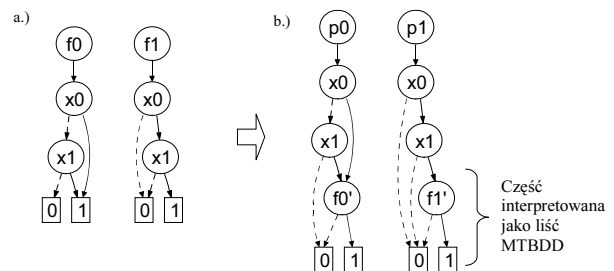 a.)
f0 f1
x0 x0
x1 x1
0 1 0 1
b.)
p0 p1
x0 x0
x1 x1
f0' f1'
0 1 0 1
Część
interpretowana
jako liść
MTBDD